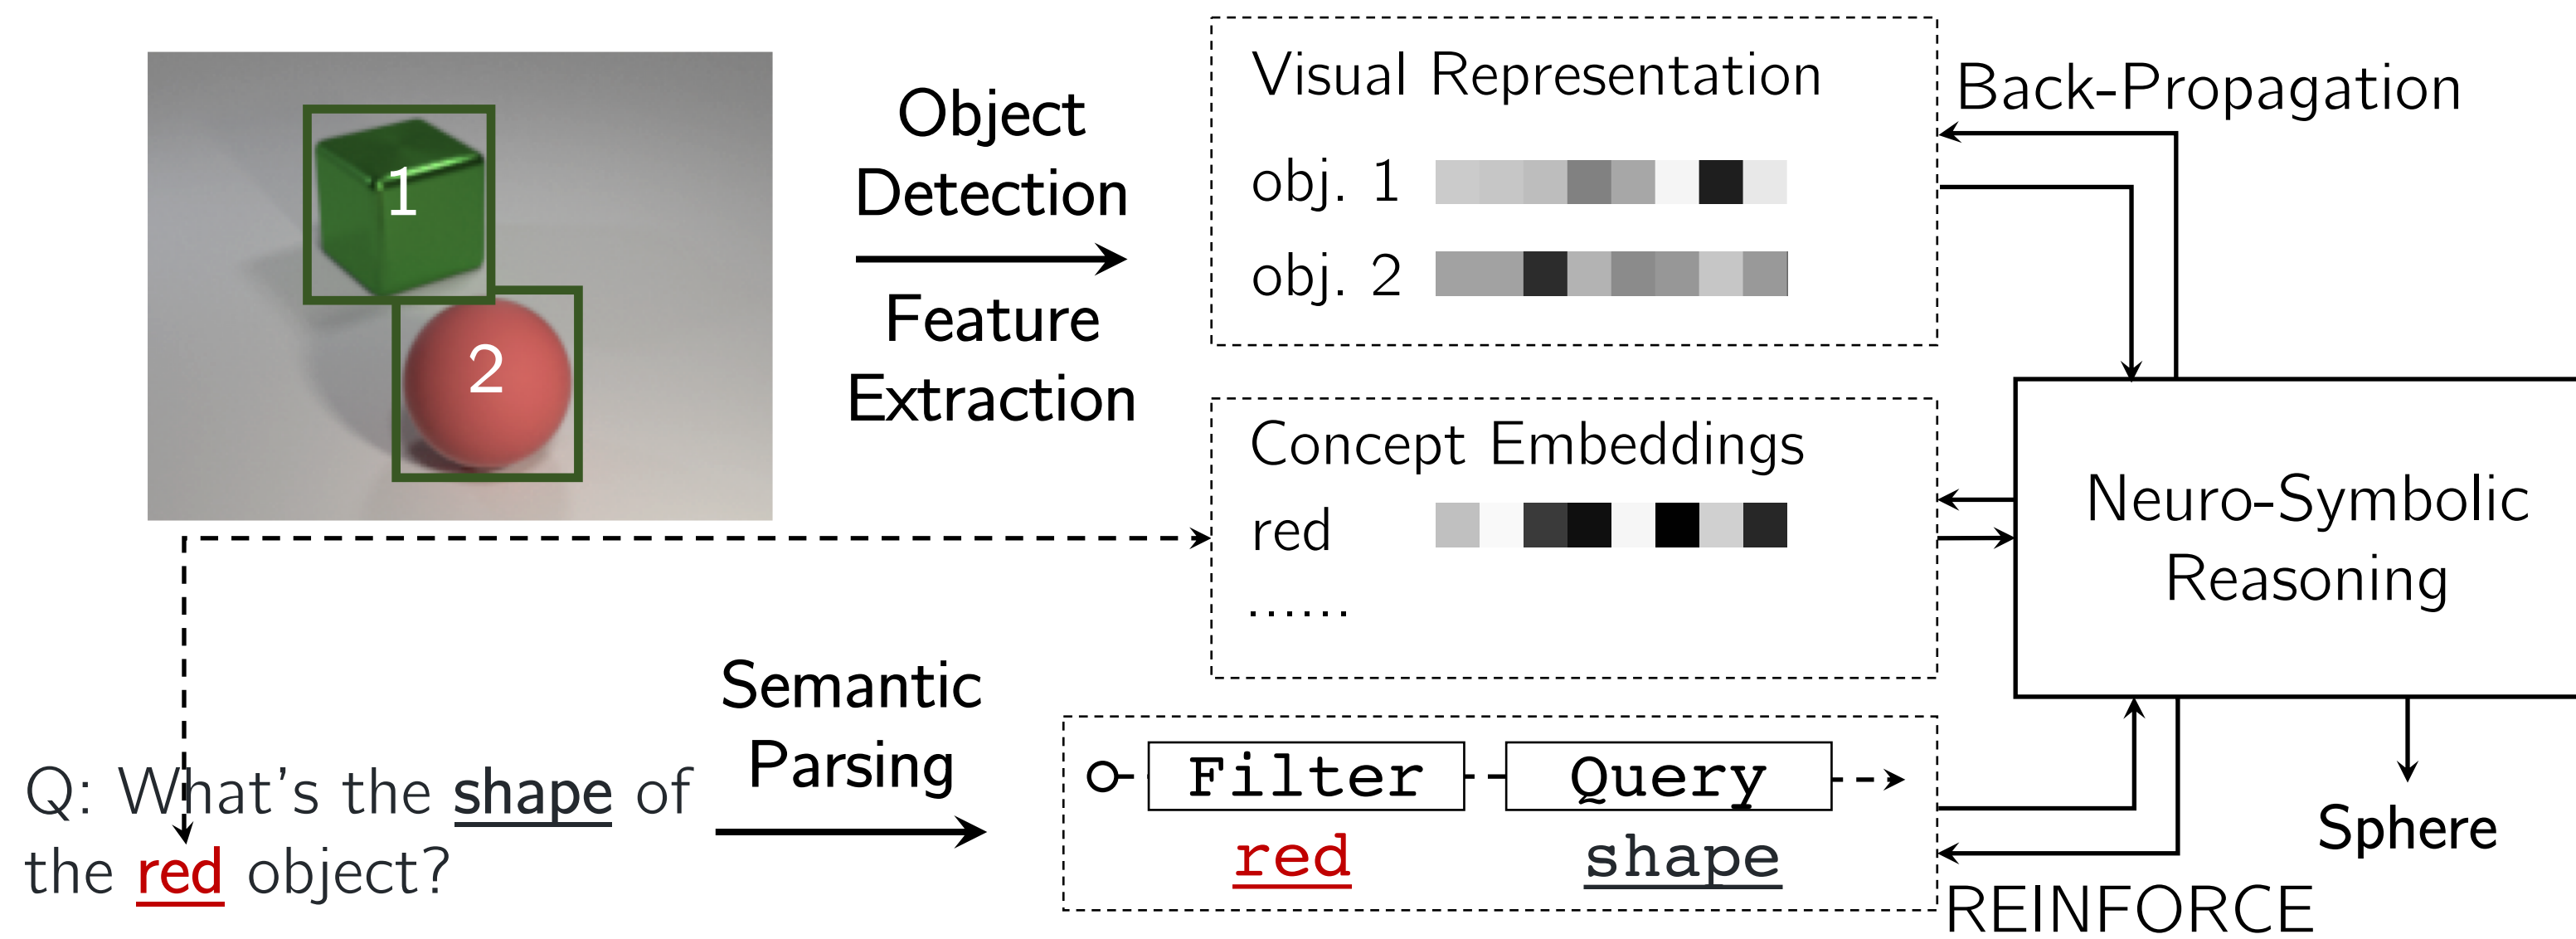 1
2
Object
Detection
Feature
Extraction
Visual Representation
obj. 1
obj. 2
Back-Propagation
Concept Embeddings
red
......
Neuro-Symbolic
Reasoning
Semantic
Parsing
Q: What's the shape of
the red object?
Filter Query
red shape
Sphere
REINFORCE